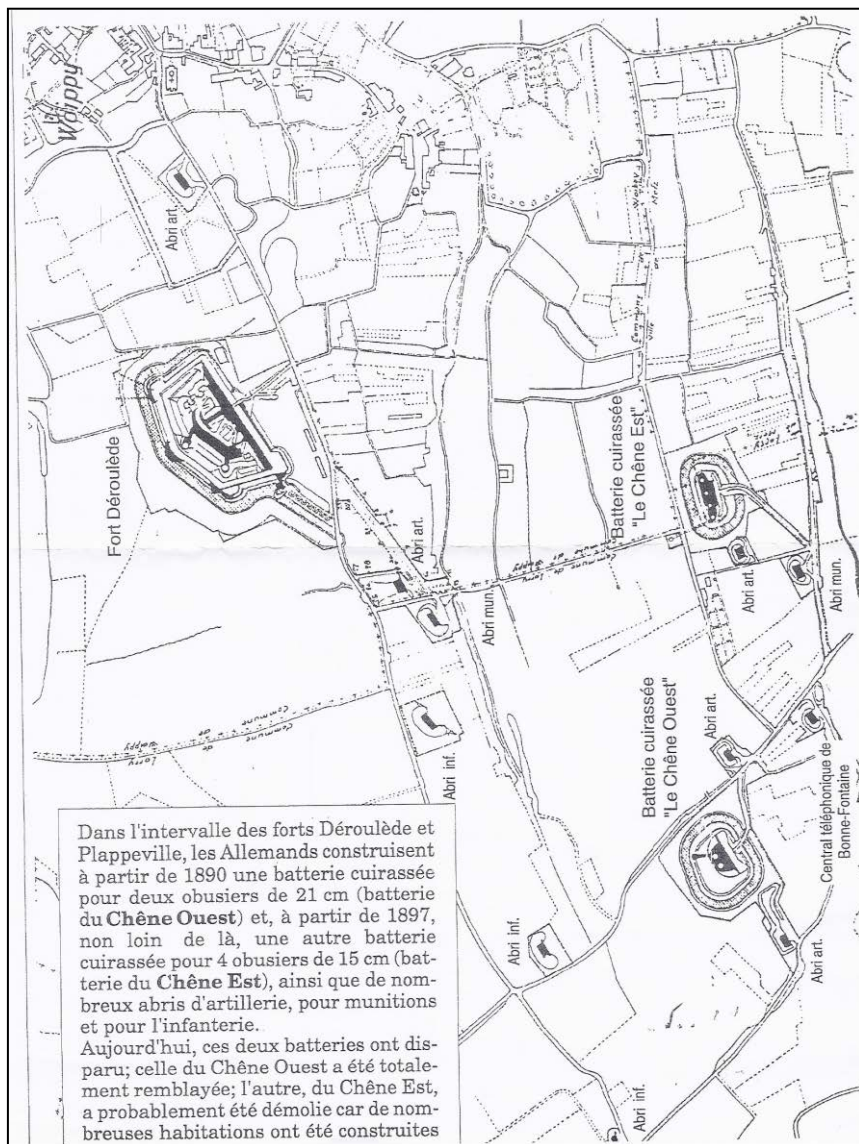 Woippy
Abri art.
Fort Déroulède
Abri art.
Abri mun.
Batterie cuirassée
"Le Chêne Est"
Abri art.
Abri mun.
Batterie cuirassée
"Le Chêne Ouest"
Abri art.
Abri inf.
Central téléphonique de
Bonne-Fontaine
Abri inf.
Abri art.
Abri inf.
Commune de
Lorry
Woippy
Woippy
Metz
Dans l'intervalle des forts Déroulède et
Plappeville, les Allemands construisent
à partir de 1890 une batterie cuirassée
pour deux obusiers de 21 cm (batterie
du Chêne Ouest) et, à partir de 1897,
non loin de là, une autre batterie
cuirassée pour 4 obusiers de 15 cm (bat-
terie du Chêne Est), ainsi que de nom-
breux abris d'artillerie, pour munitions
et pour l'infanterie.
Aujourd'hui, ces deux batteries ont dis-
paru; celle du Chêne Ouest a été totale-
ment remblayée; l'autre, du Chêne Est,
a probablement été démolie car de nom-
breuses habitations ont été construites